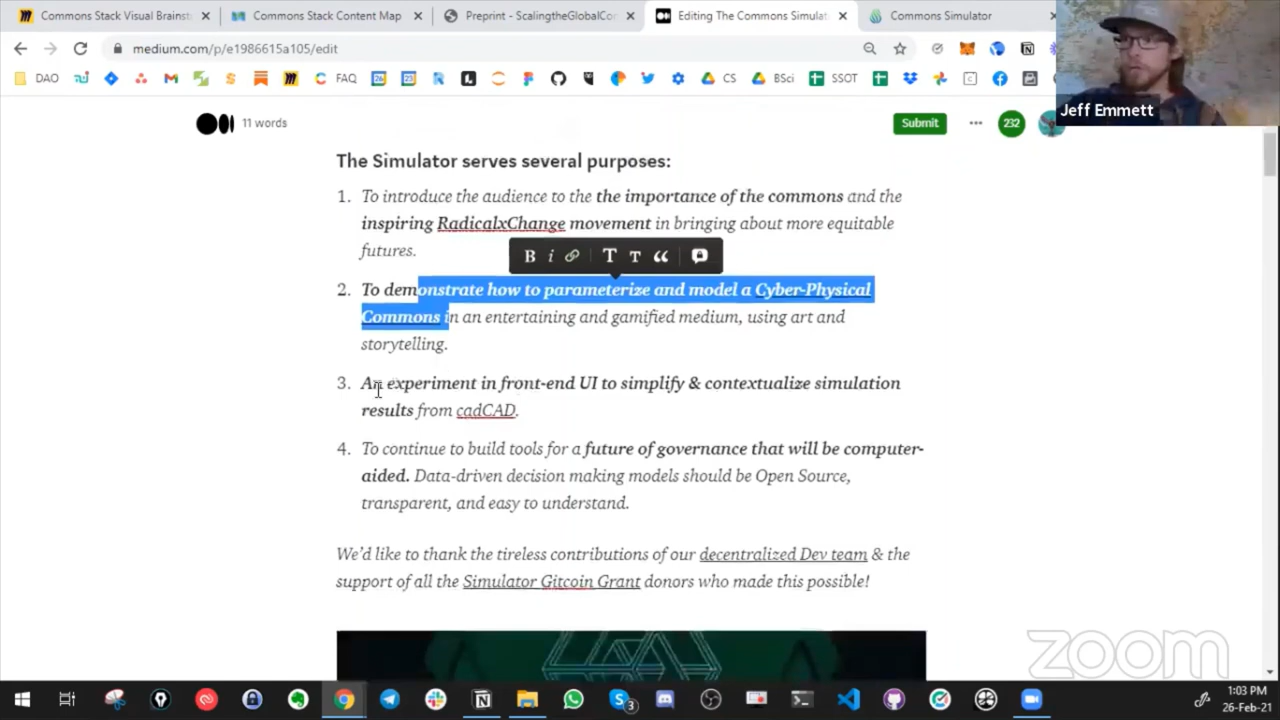 Commons Stack Visual Brainst
Commons Stack Content Map
Preprint - ScalingtheGlobalCon
Editing The Commons Simulat
Commons Simulator
medium.com/p/e1986615a105/edit
DAO
FAQ
CS
BSci
SSOT
Jeff Emmett
11 words
Submit
232
The Simulator serves several purposes:
1. To introduce the audience to the the importance of the commons and the
inspiring RadicalxChange movement in bringing about more equitable
futures.
B i T T
2. To demonstrate how to parameterize and model a Cyber-Physical
Commons in an entertaining and gamified medium, using art and
storytelling.
3. An experiment in front-end UI to simplify & contextualize simulation
results from cadCAD.
4. To continue to build tools for a future of governance that will be computer-
aided. Data-driven decision making models should be Open Source,
transparent, and easy to understand.
We'd like to thank the tireless contributions of our decentralized Dev team & the
support of all the Simulator Gitcoin Grant donors who made this possible!
zoom
3
1:03 PM
26-Feb-21